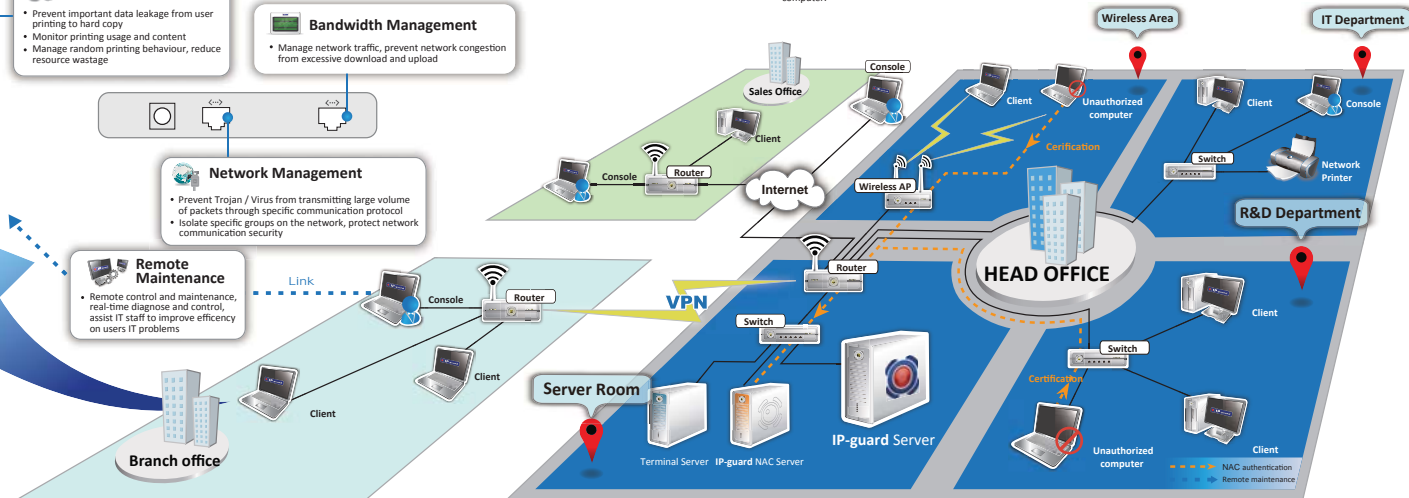 • Prevent important data leakage from user
printing to hard copy
• Monitor printing usage and content
• Manage random printing behaviour, reduce
resource wastage
Bandwidth Management
• Manage network traffic, prevent network congestion
from excessive download and upload
Network Management
• Prevent Trojan / Virus from transmitting large volume
of packets through specific communication protocol
• Isolate specific groups on the network, protect network
communication security
Remote
Maintenance
• Remote control and maintenance,
real-time diagnose and control,
assist IT staff to improve efficency
on users IT problems
Link
computer.
Sales Office
Console
Client
Console
Router
Internet
Console
Router
VPN
Client
Client
Branch office
Wireless Area
Client
Unauthorized
computer
Cerification
Wireless AP
IT Department
Client
Console
Switch
Network
Printer
HEAD OFFICE
R&D Department
Client
Switch
Certification
Unauthorized
computer
Client
Router
Switch
Server Room
Terminal Server
IP-guard NAC Server
IP-guard Server
NAC authentication
Remote maintenance